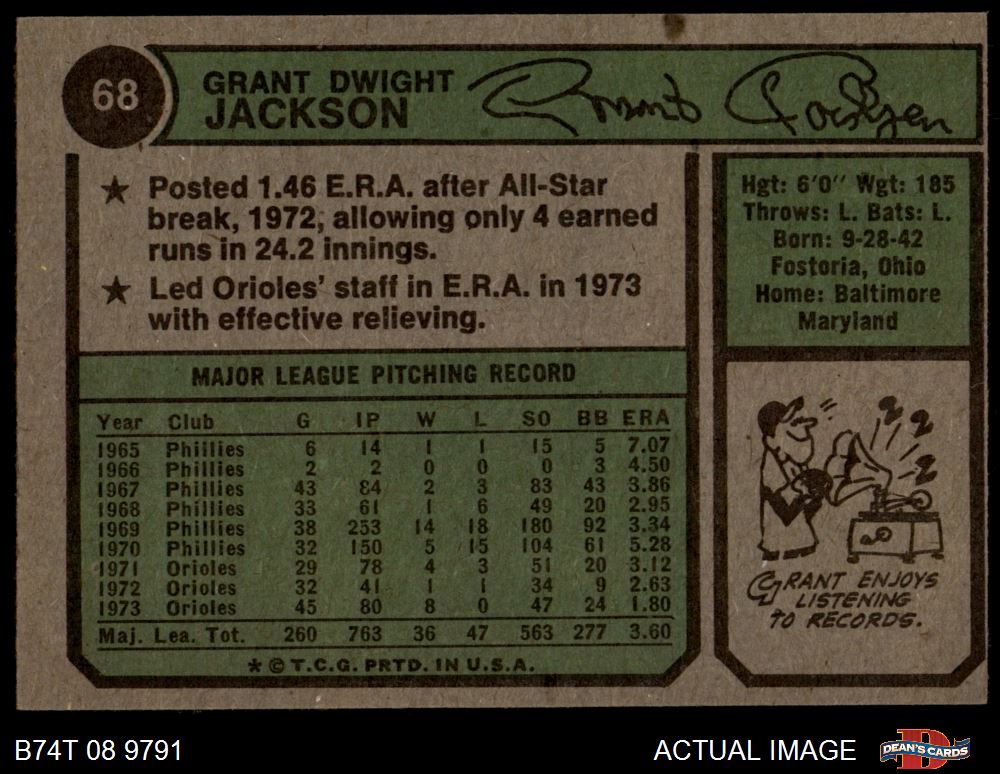 68
GRANT DWIGHT
JACKSON
Grant Jackson
★ Posted 1.46 E.R.A. after All-Star
break, 1972, allowing only 4 earned
runs in 24.2 innings.
★ Led Orioles' staff in E.R.A. in 1973
with effective relieving.
Hgt: 6'0" Wgt: 185
Throws: L. Bats: L.
Born: 9-28-42
Fostoria, Ohio
Home: Baltimore
Maryland
MAJOR LEAGUE PITCHING RECORD
Year Club G IP W L SO BB ERA
1965 Phillies 6 14 1 1 15 5 7.07
1966 Phillies 2 2 0 0 0 3 4.50
1967 Phillies 43 84 2 3 83 43 3.86
1968 Phillies 33 61 1 6 49 20 2.95
1969 Phillies 38 253 14 18 180 92 3.34
1970 Phillies 32 150 5 15 104 61 5.28
1971 Orioles 29 78 4 3 51 20 3.12
1972 Orioles 32 41 1 1 34 9 2.63
1973 Orioles 45 80 8 0 47 24 1.80
Maj. Lea. Tot. 260 763 36 47 563 277 3.60
* © T.C.G. PRTD. IN U.S.A.
GRANT ENJOYS
LISTENING
TO RECORDS.
B74T 08 9791
ACTUAL IMAGE
DEAN'S CARDS